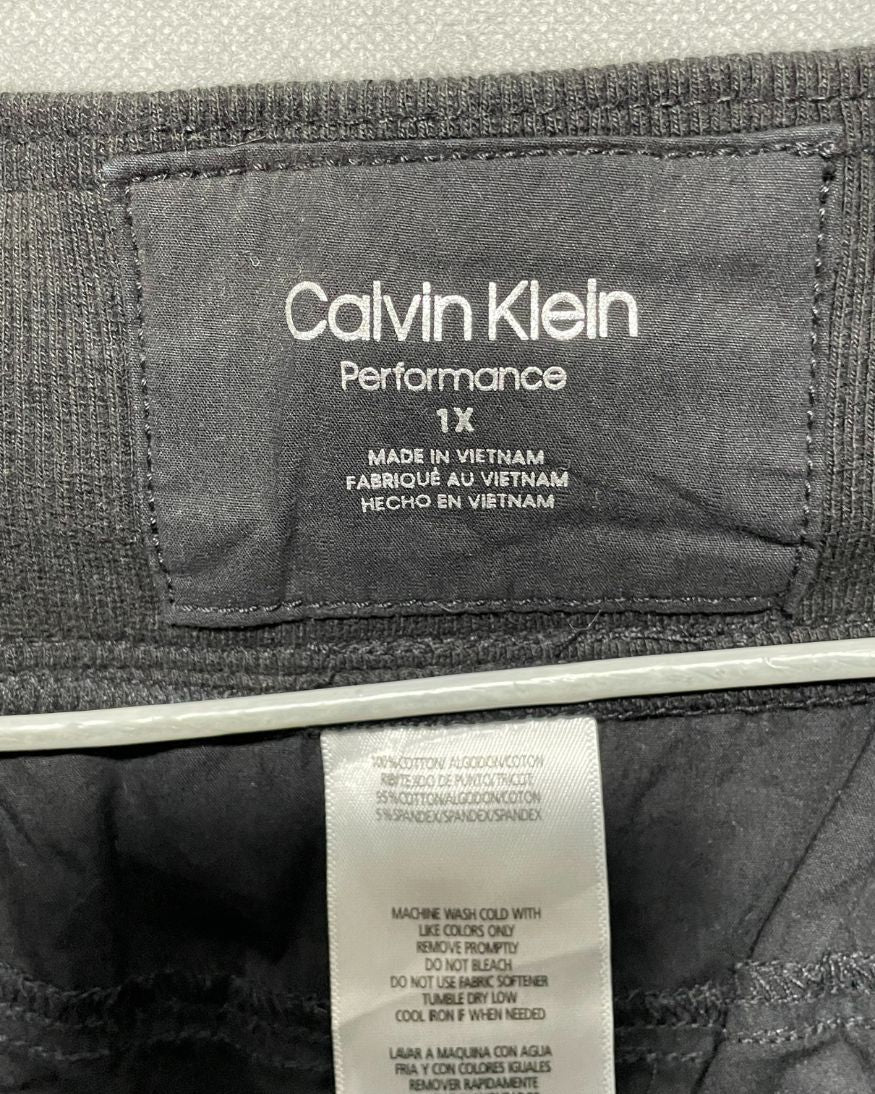 Calvin Klein
Performance
1X
MADE IN VIETNAM
FABRIQUÉ AU VIETNAM
HECHO EN VIETNAM
100%COTTON/ ALGODON/COTON
RIB/TEJIDO DE PUNTO/TRICOT
95%COTTON/ALGODON/COTON
5%SPANDEX/SPANDEX/SPANDEX
MACHINE WASH COLD WITH
LIKE COLORS ONLY
REMOVE PROMPTLY
DO NOT BLEACH
DO NOT USE FABRIC SOFTENER
TUMBLE DRY LOW
COOL IRON IF WHEN NEEDED
LAVAR A MAQUINA CON AGUA
FRIA Y CON COLORES IGUALES
REMOVER RAPIDAMENTE